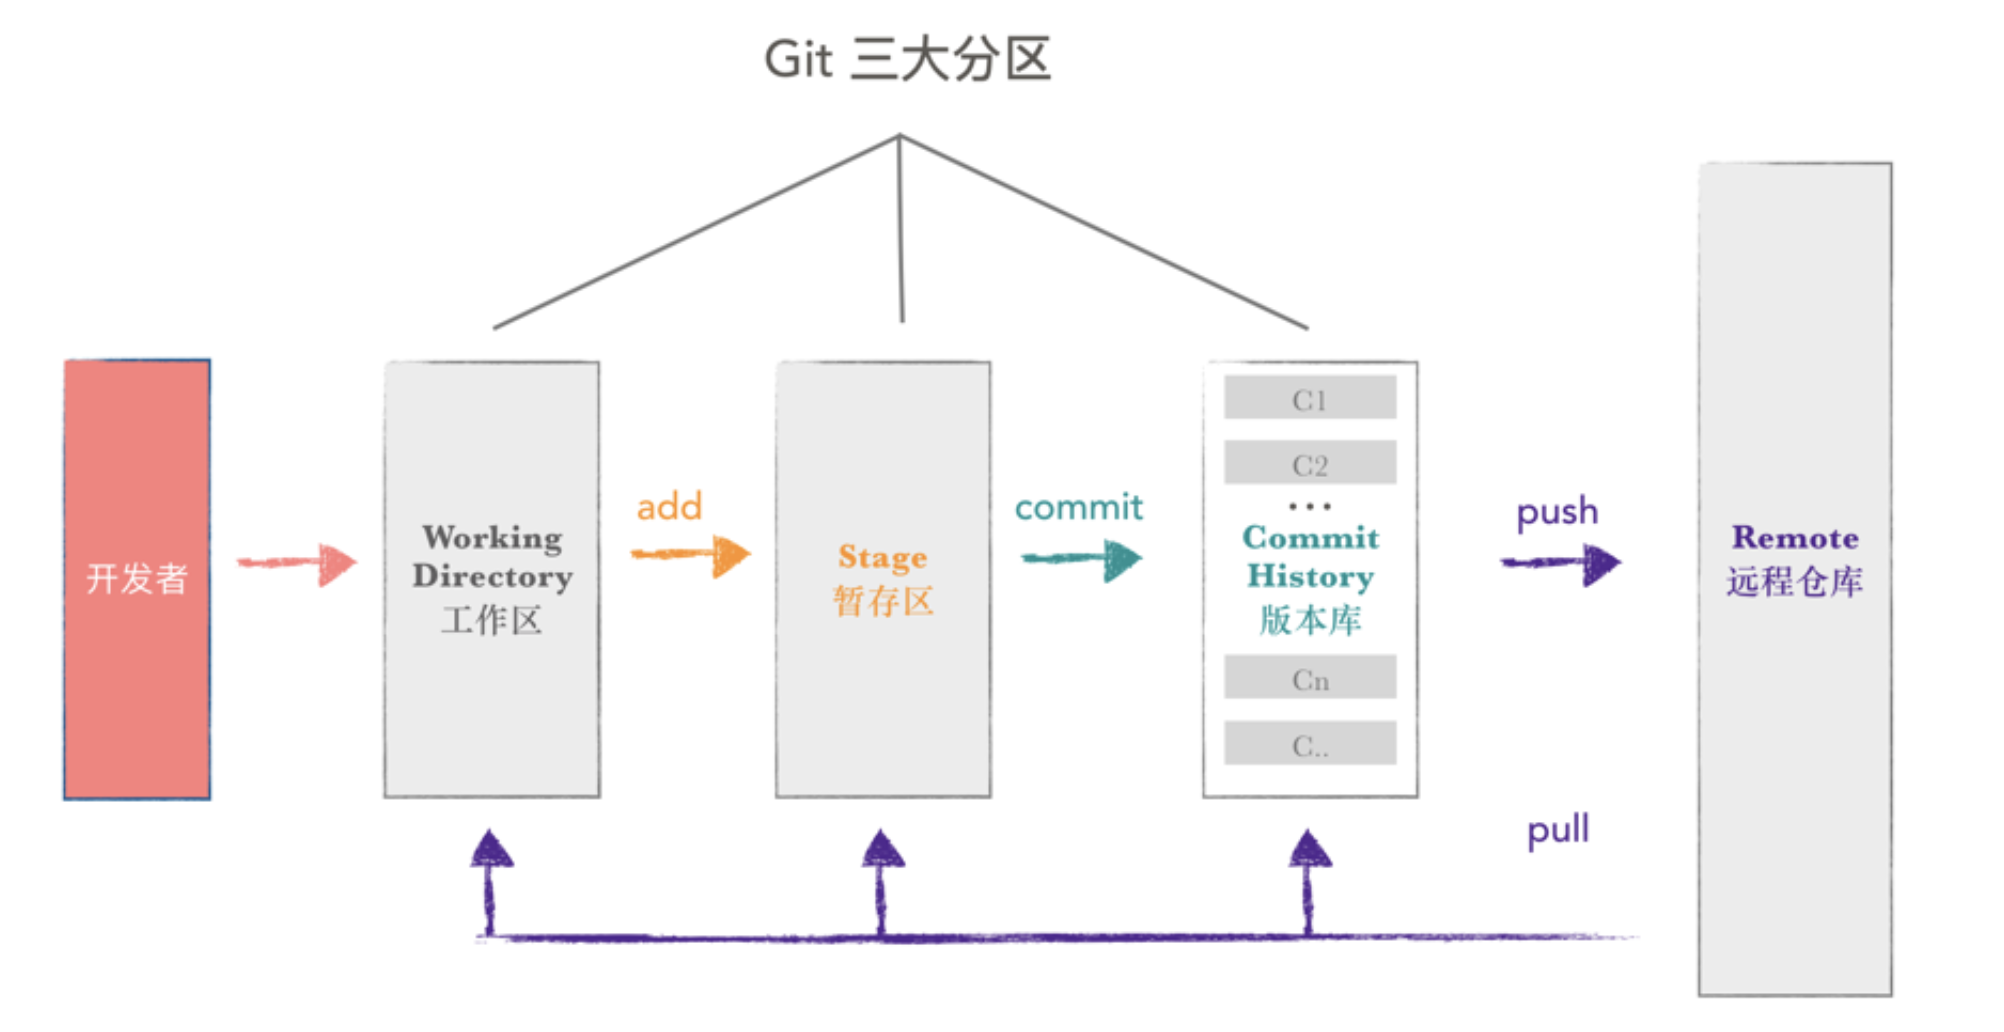 Git 三大分区
开发者
Working
Directory
工作区
add
Stage
暂存区
commit
C1
C2
...
Commit
History
版本库
Cn
C..
push
pull
Remote
远程仓库